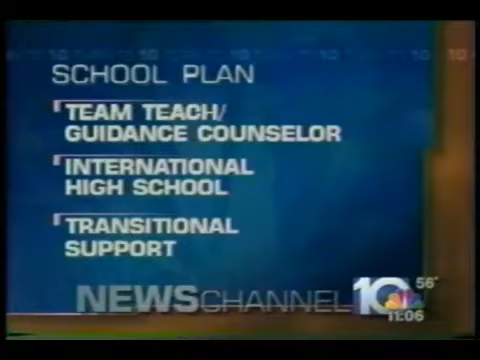 SCHOOL PLAN
TEAM TEACH/
GUIDANCE COUNSELOR
INTERNATIONAL
HIGH SCHOOL
TRANSITIONAL
SUPPORT
NEWSCHANNEL 10
56°
11:06